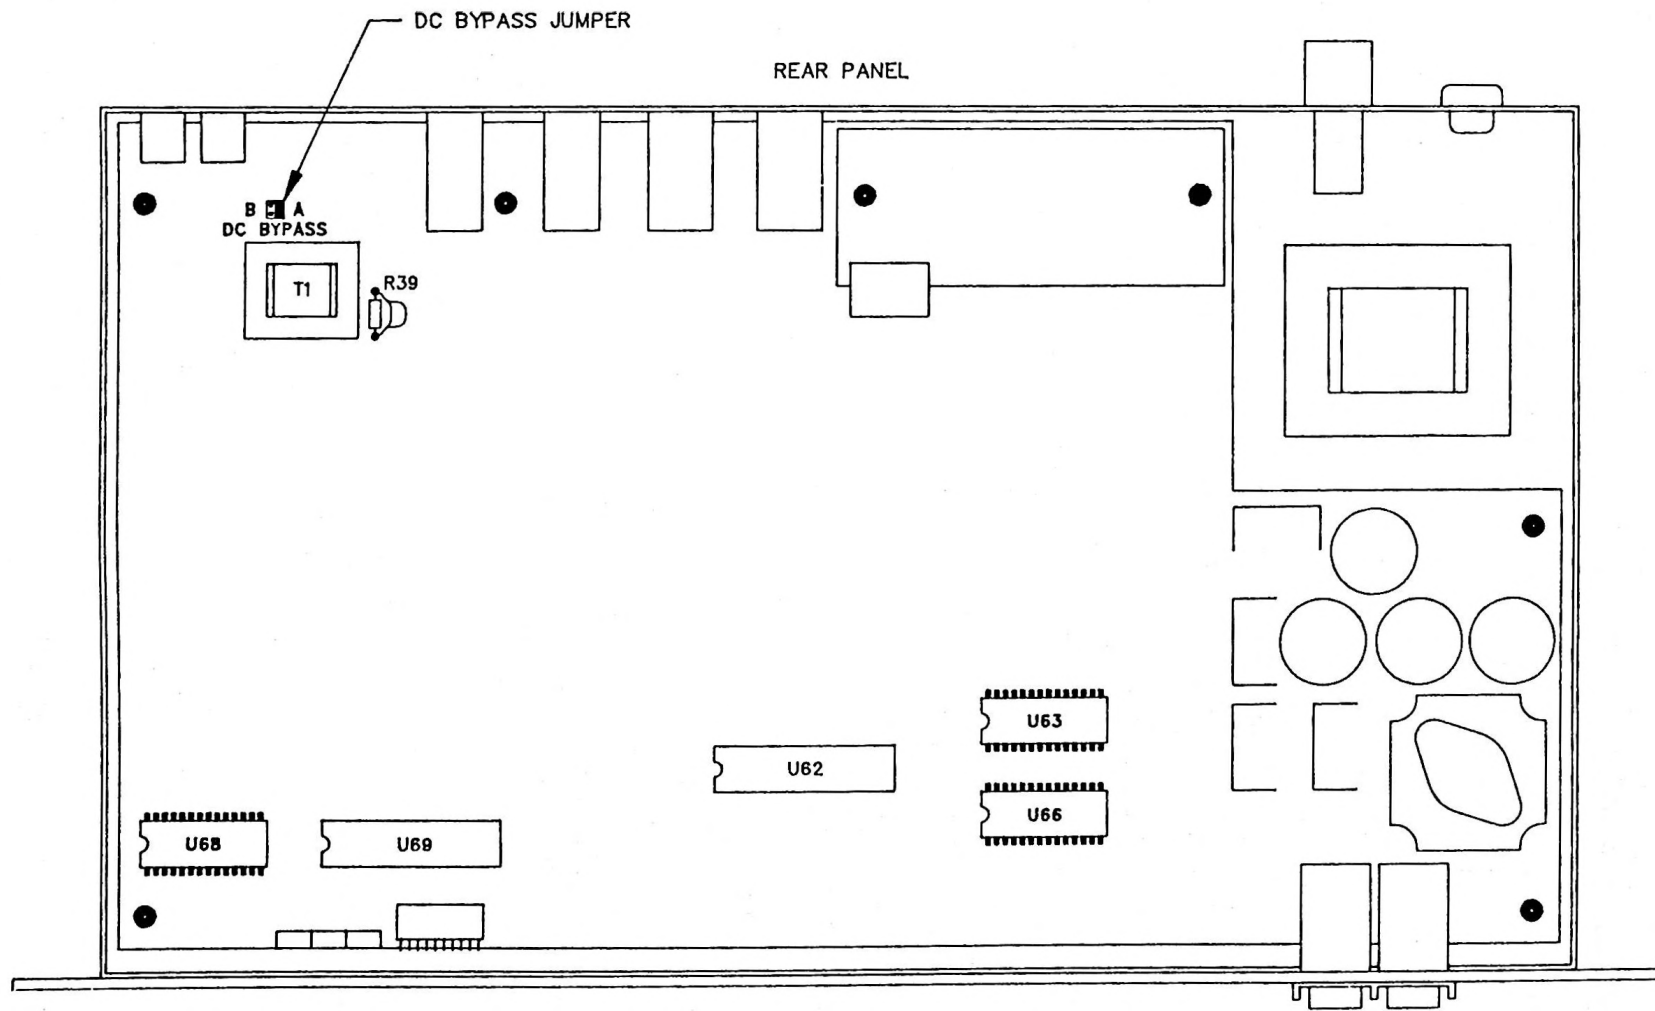 DC BYPASS JUMPER
REAR PANEL
B A
DC BYPASS
T1
R39
U63
U62
U66
U68
U69